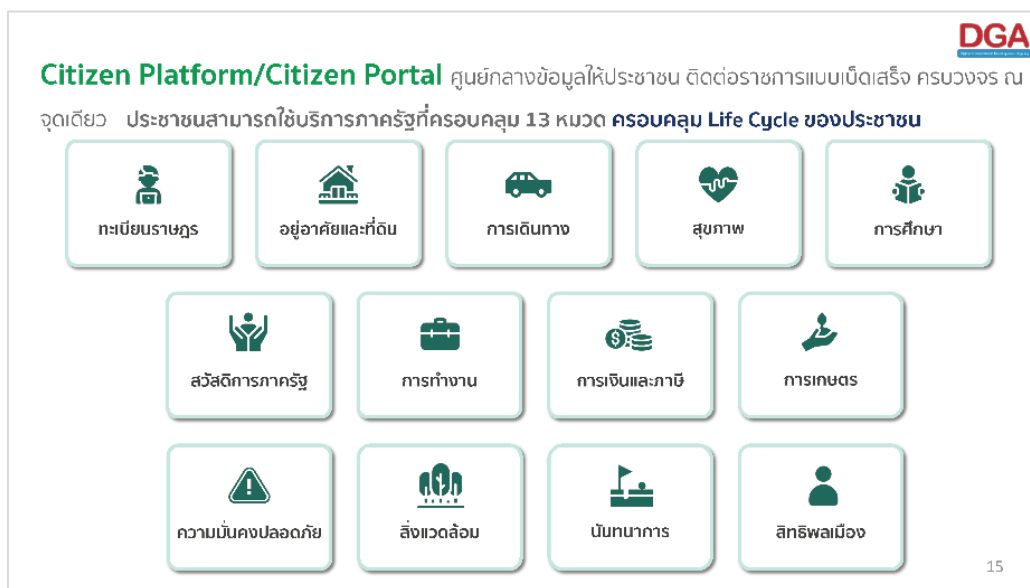 DGA
Citizen Platform/Citizen Portal ศูนย์กลางข้อมูลให้ประชาชน ติดต่อราชการแบบเบ็ดเสร็จ ครบวงจร ณ
จุดเดียว ประชาชนสามารถใช้บริการภาครัฐที่ครอบคลุม 13 หมวด ครอบคลุม Life Cycle ของประชาชน
ทะเบียนราษฎร อยู่อาศัยและที่ดิน การเดินทาง สุขภาพ การศึกษา
สวัสดิการภาครัฐ การทำงาน การเงินและภาษี การเกษตร
ความมั่นคงปลอดภัย สิ่งแวดล้อม นันทนาการ สิทธิพลเมือง
15